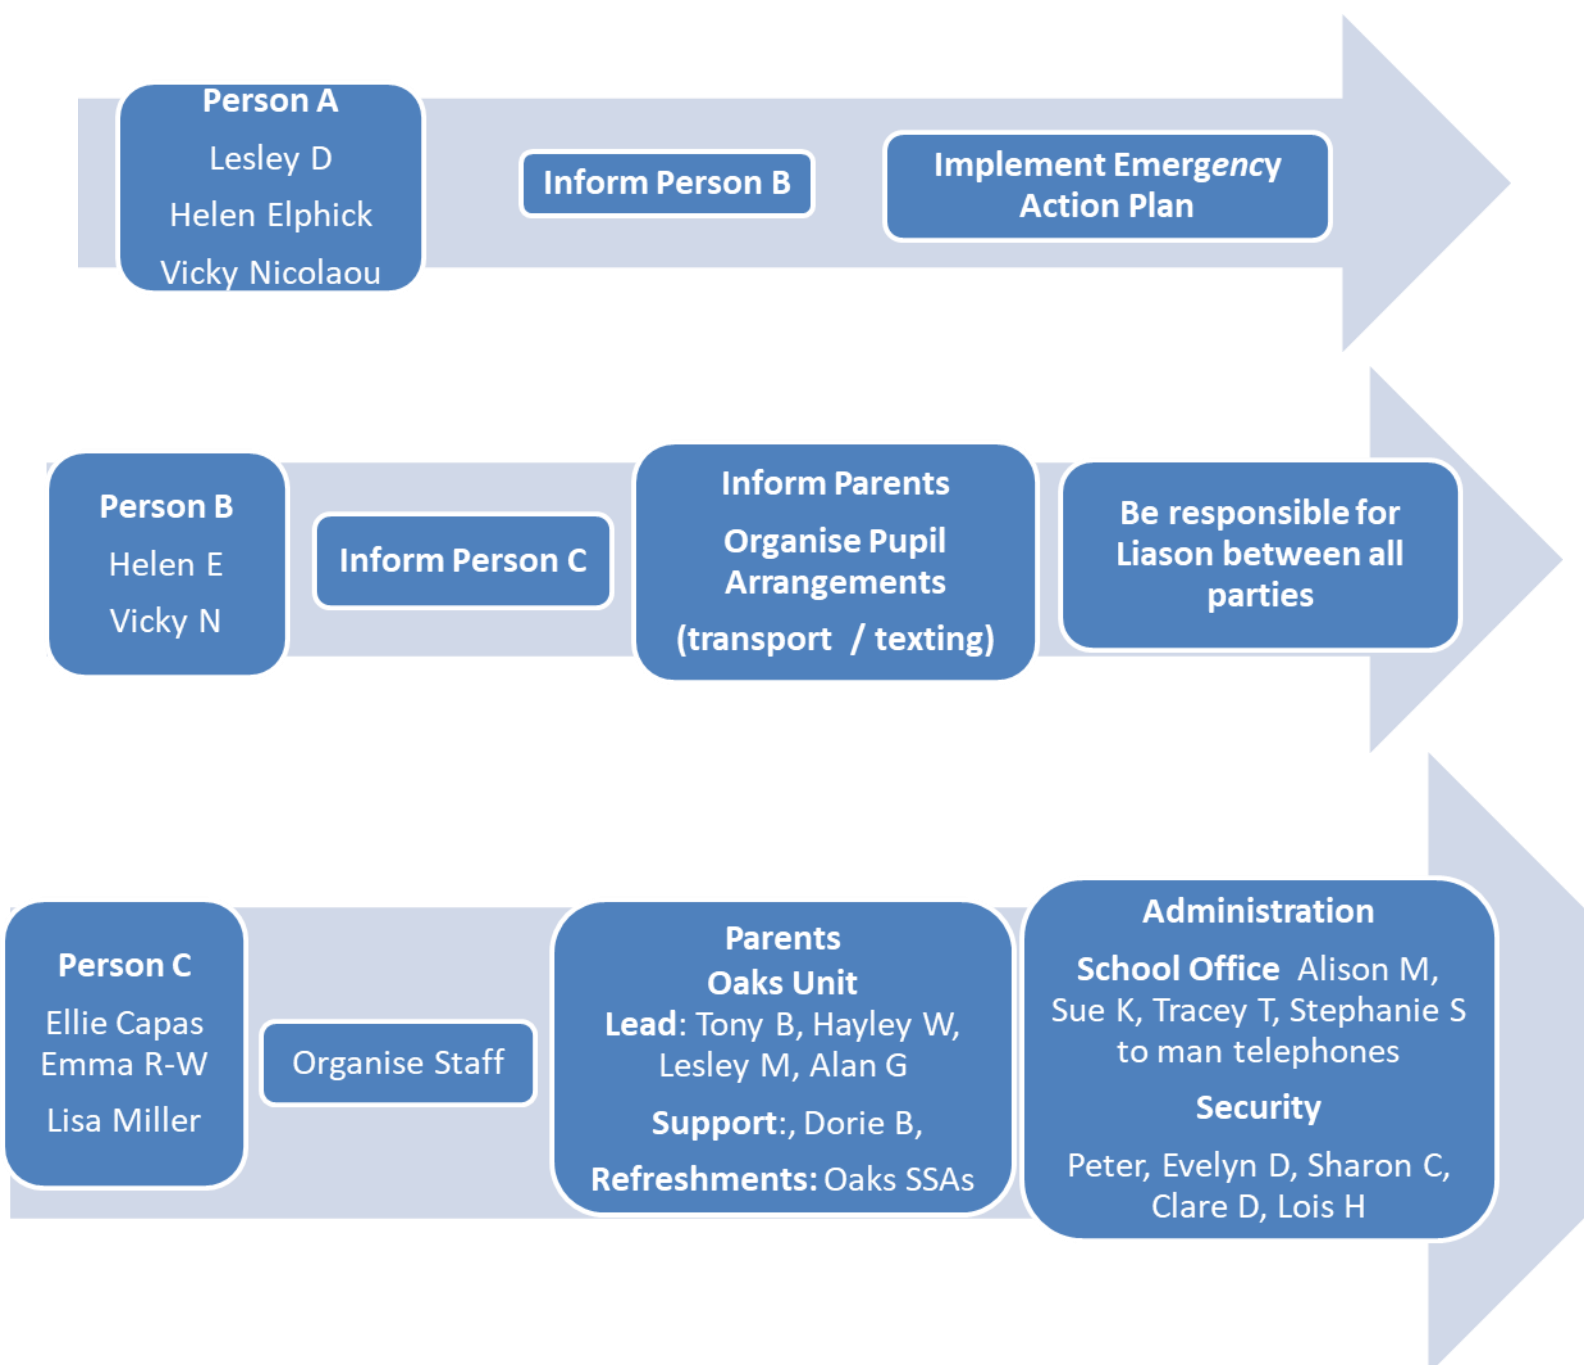 Person A
Lesley D
Helen Elphick
Vicky Nicolaou
Inform Person B
Implement Emergency
Action Plan
Person B
Helen E
Vicky N
Inform Person C
Inform Parents
Organise Pupil
Arrangements
(transport / texting)
Be responsible for
Liason between all
parties
Person C
Ellie Capas
Emma R-W
Lisa Miller
Organise Staff
Parents
Oaks Unit
Lead: Tony B, Hayley W,
Lesley M, Alan G
Support:, Dorie B,
Refreshments: Oaks SSAs
Administration
School Office Alison M,
Sue K, Tracey T, Stephanie S
to man telephones
Security
Peter, Evelyn D, Sharon C,
Clare D, Lois H